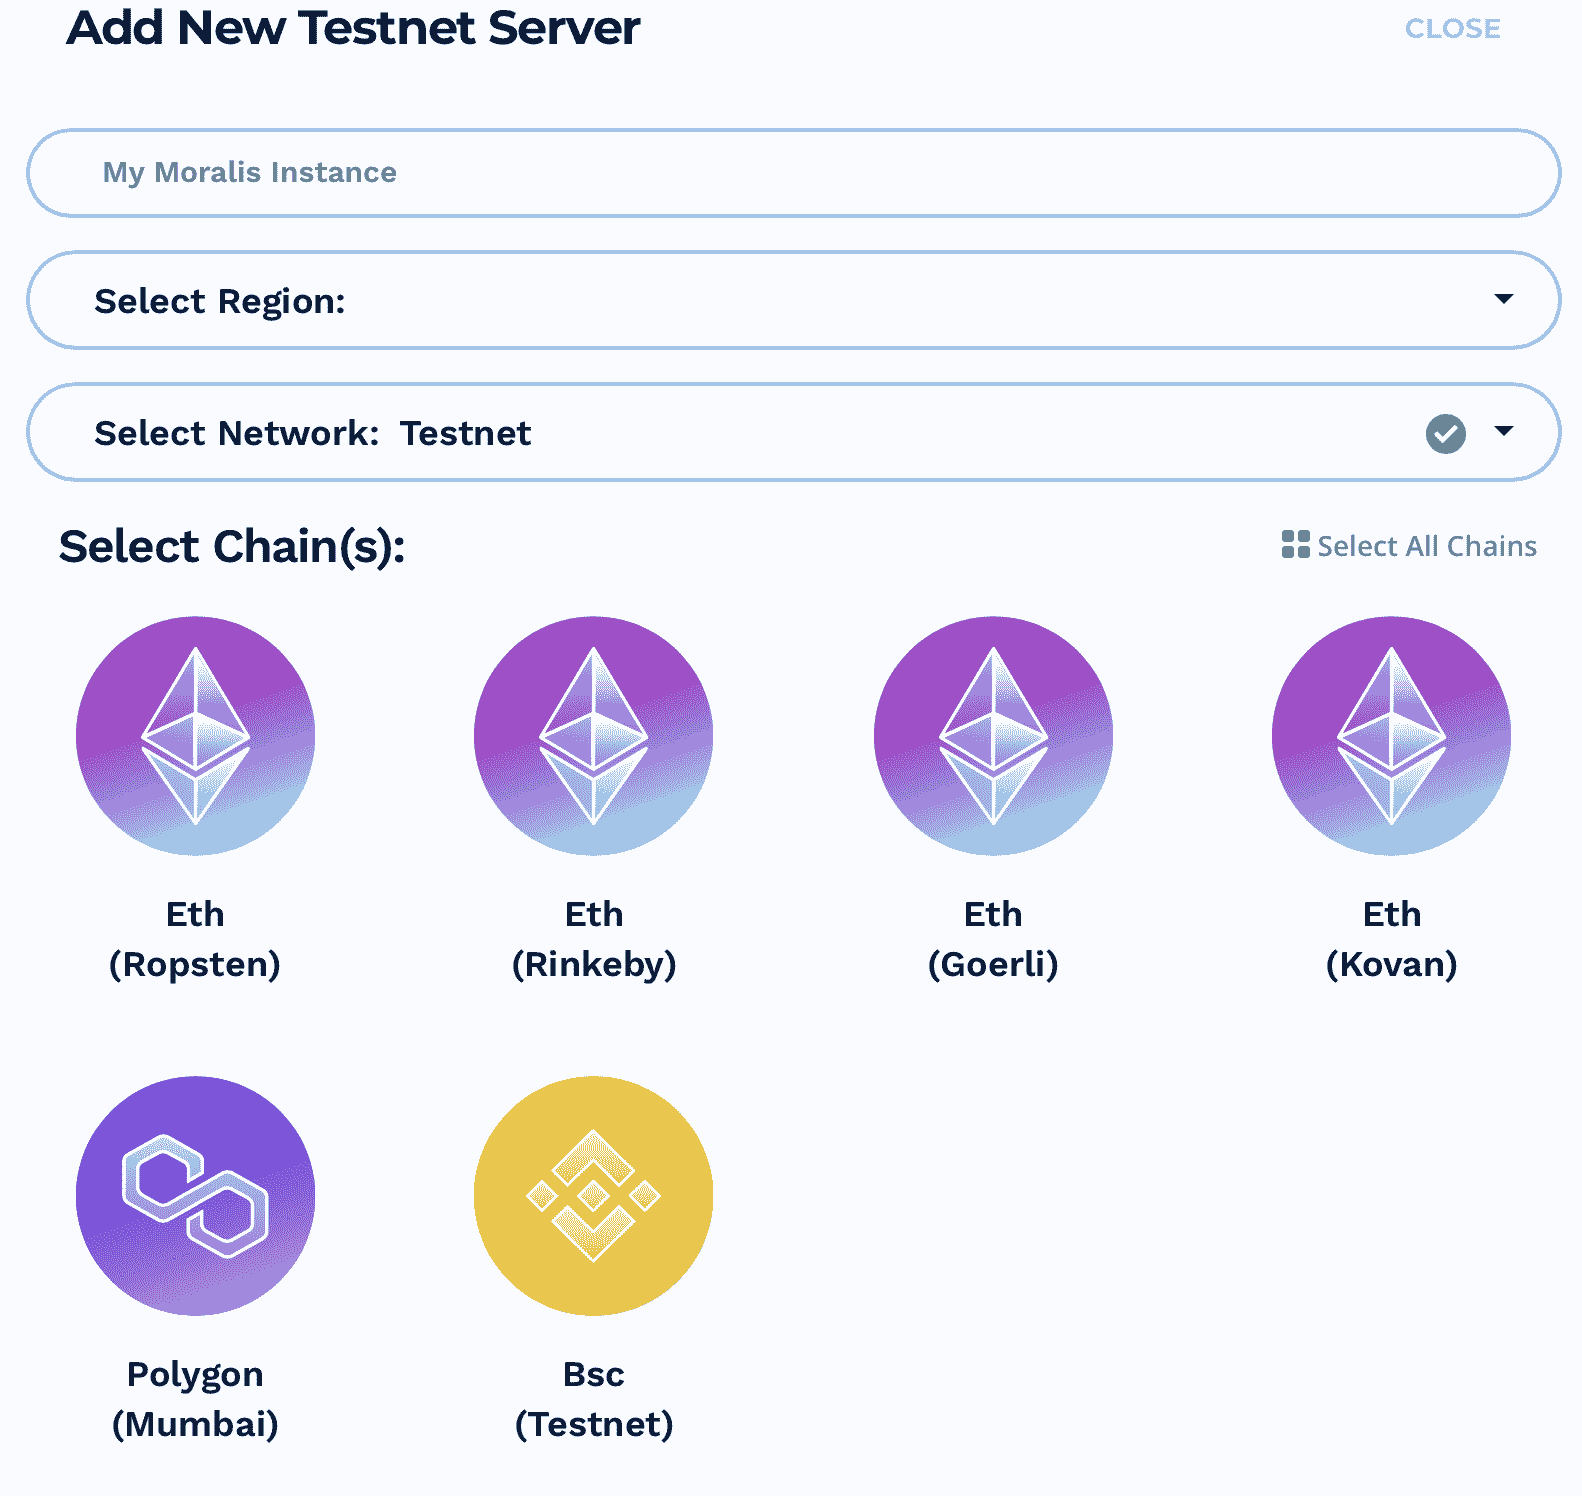 Add New Testnet Server
CLOSE
My Moralis Instance
Select Region:
Select Network: Testnet
Select Chain(s):
Select All Chains
Eth
(Ropsten)
Eth
(Rinkeby)
Eth
(Goerli)
Eth
(Kovan)
Polygon
(Mumbai)
Bsc
(Testnet)